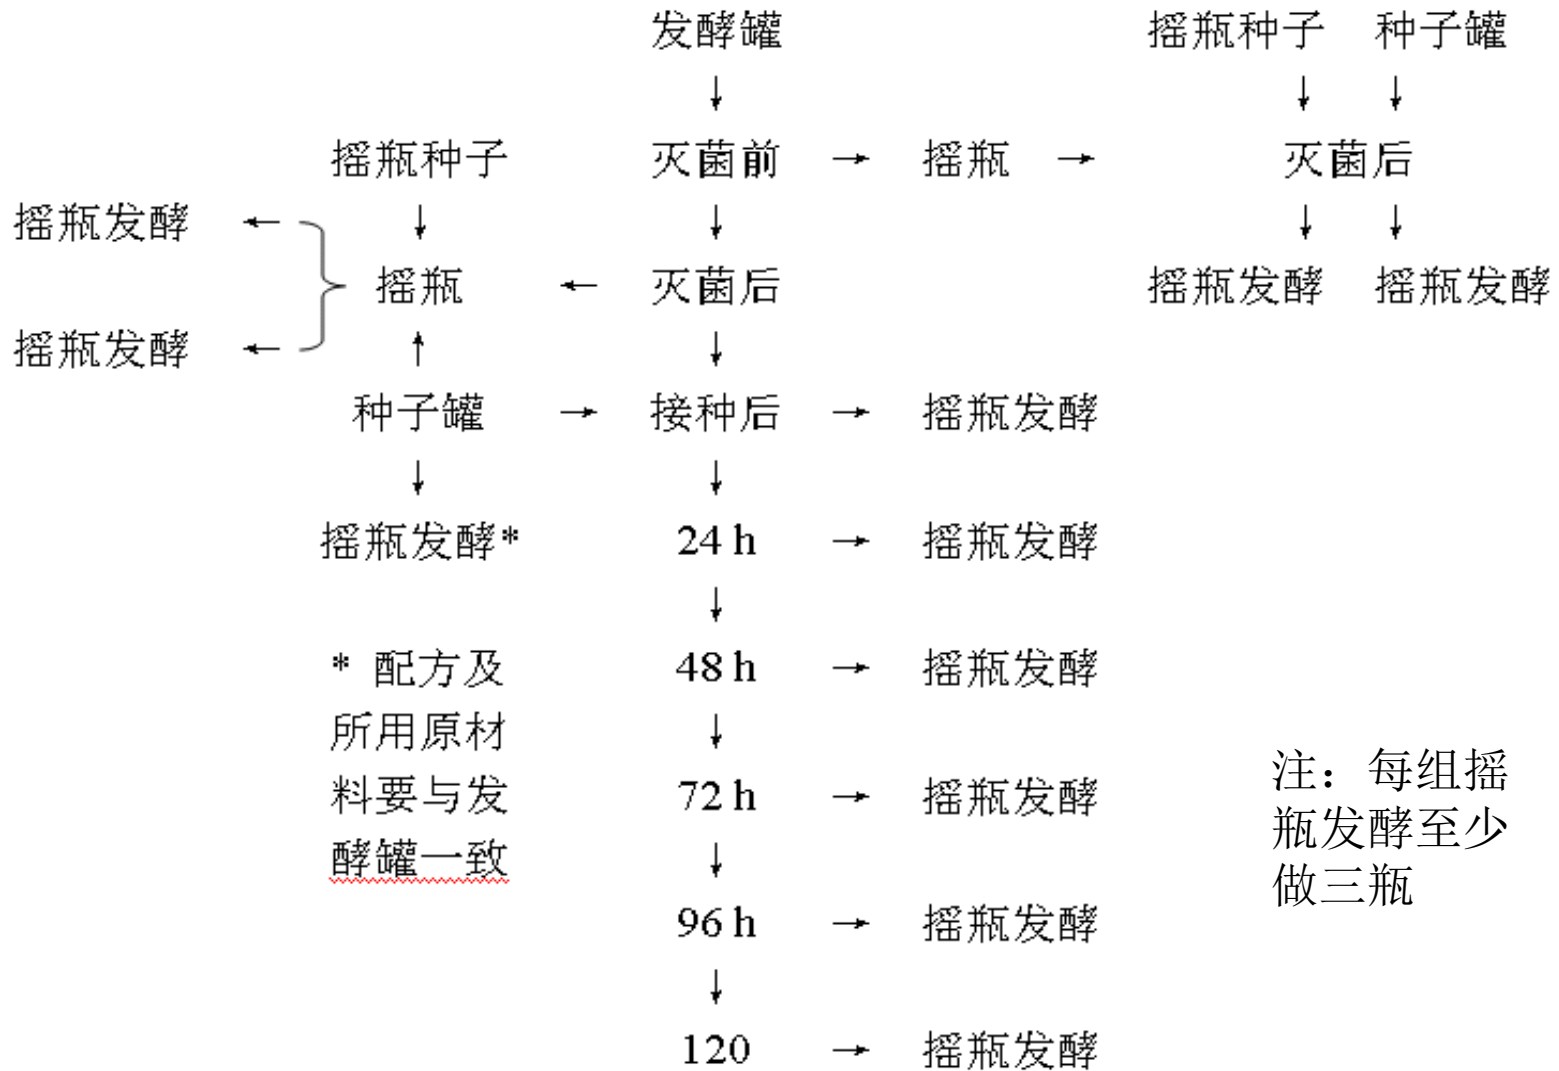 发酵罐 摇瓶种子 种子罐
↓ ↓ ↓
摇瓶种子 灭菌前 → 摇瓶 → 灭菌后
摇瓶发酵 ← ↓ ↓ ↓ ↓
摇瓶 ← 灭菌后 摇瓶发酵 摇瓶发酵
摇瓶发酵 ← ↑ ↓
种子罐 → 接种后 → 摇瓶发酵
↓ ↓
摇瓶发酵* 24 h → 摇瓶发酵
↓
* 配方及 48 h → 摇瓶发酵
所用原材 ↓
料要与发 72 h → 摇瓶发酵
酵罐一致 ↓
注：每组摇
瓶发酵至少
做三瓶
96 h → 摇瓶发酵
↓
120 → 摇瓶发酵